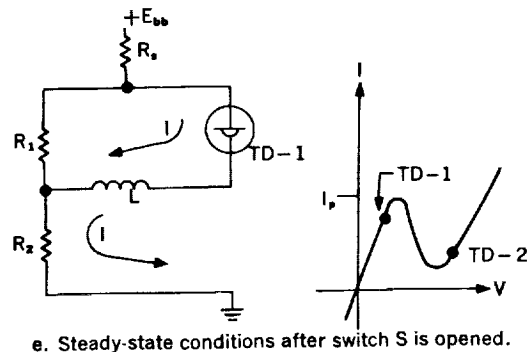 +E_bb
R_s
I
R_1
I
TD-1
L
R_2
I
I_p
TD-1
TD-2
V
e. Steady-state conditions after switch S is opened.